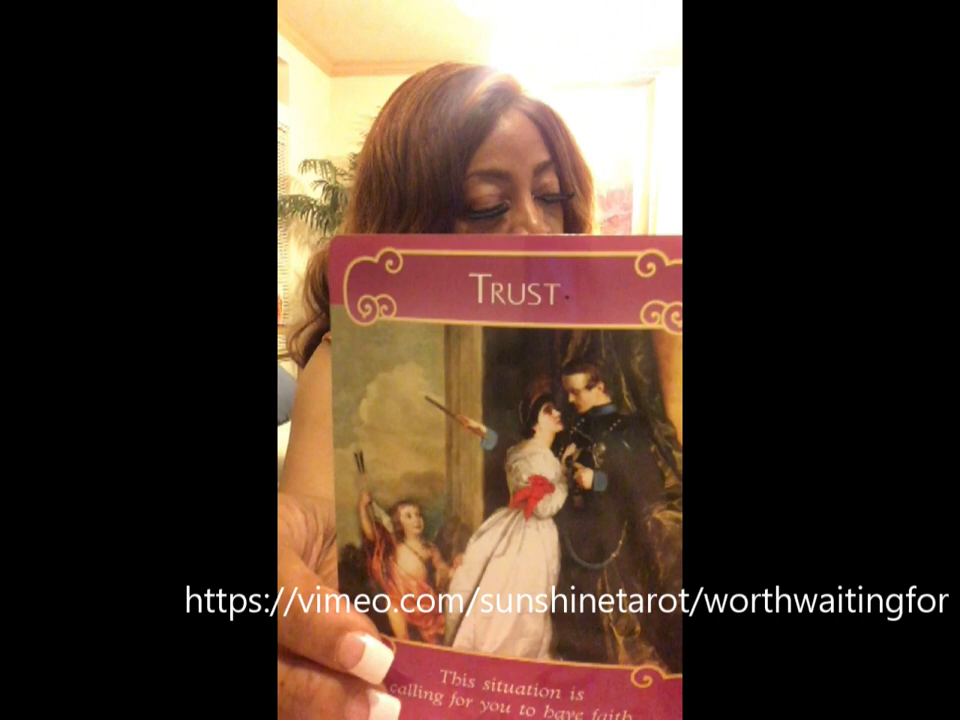 TRUST
https://vimeo.com/sunshinetarot/worthwaitingfor
This situation is
calling for you to have faith